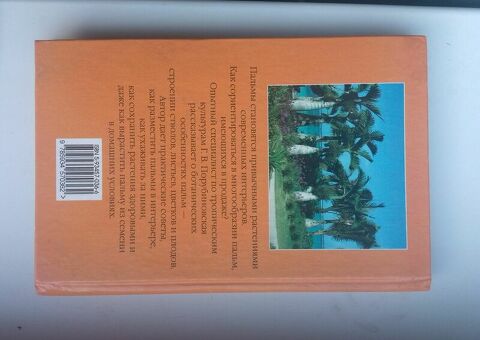 Пальмы становятся привычными растениями
современных интерьеров.
Как сориентироваться в многообразии пальм,
имеющихся в продаже?
Опытный специалист по тропическим
культурам Г. В. Порубиновская
рассказывает о ботанических
особенностях пальм —
строении стволов, листьев, цветков и плодов.
Автор дает практические советы,
как разместить пальмы в интерьере,
как ухаживать за ними,
как сохранить растения здоровыми и
даже как вырастить пальму из семени
в домашних условиях.